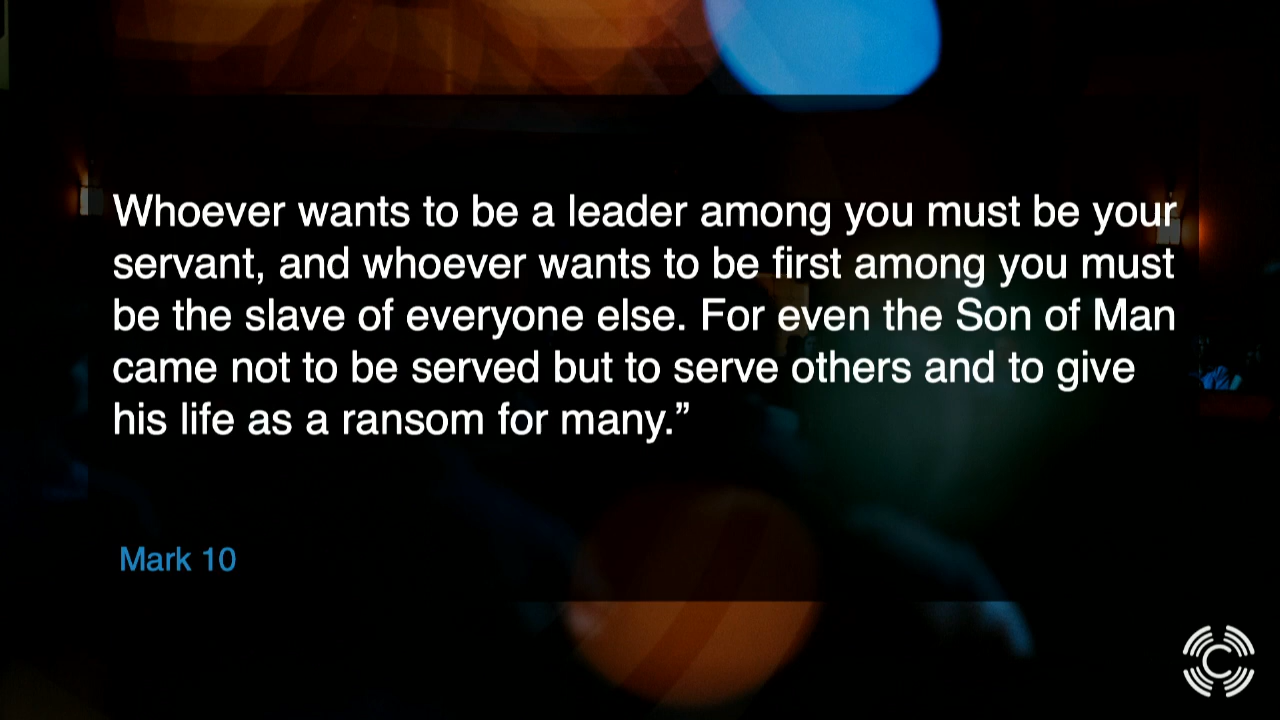 Whoever wants to be a leader among you must be your
servant, and whoever wants to be first among you must
be the slave of everyone else. For even the Son of Man
came not to be served but to serve others and to give
his life as a ransom for many.”
Mark 10
C